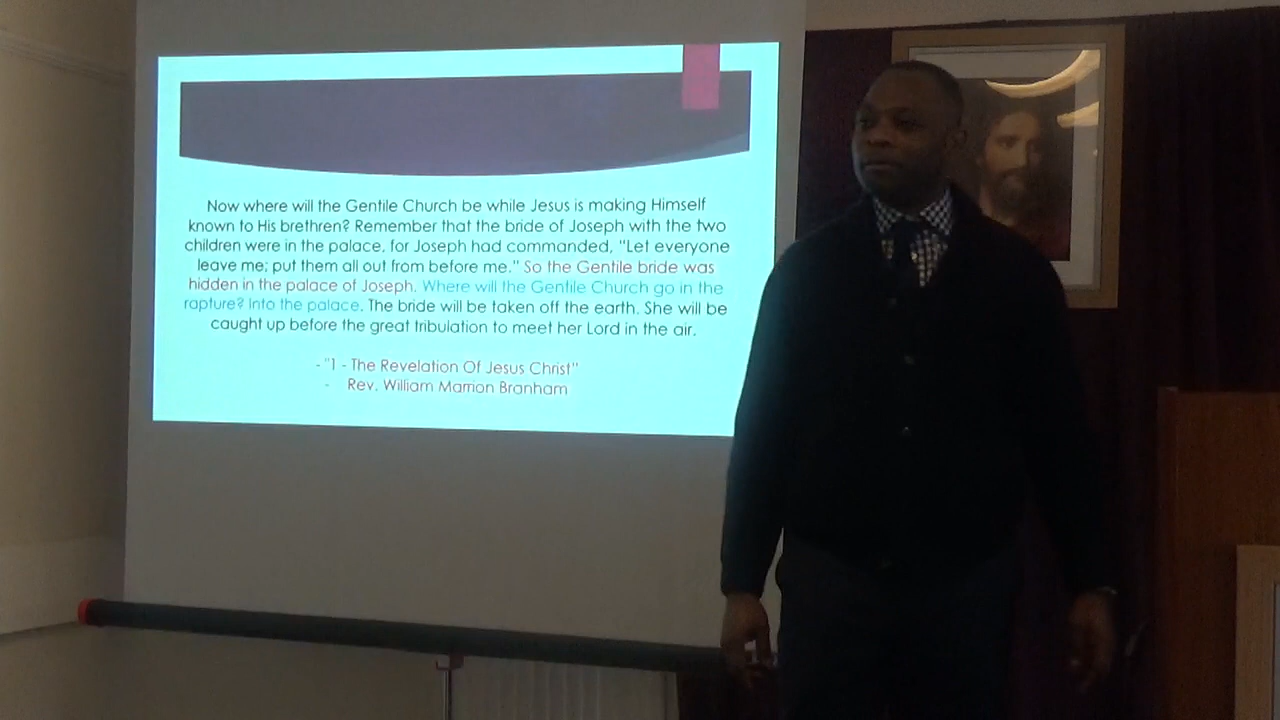 Now where will the Gentile Church be while Jesus is making Himself
known to His brethren? Remember that the bride of Joseph with the two
children were in the palace, for Joseph had commanded, "Let everyone
leave me; put them all out from before me." So the Gentile bride was
hidden in the palace of Joseph. Where will the Gentile Church go in the
rapture? Into the palace. The bride will be taken off the earth. She will be
caught up before the great tribulation to meet her Lord in the air.
- "1 - The Revelation Of Jesus Christ"
- Rev. William Marrion Branham